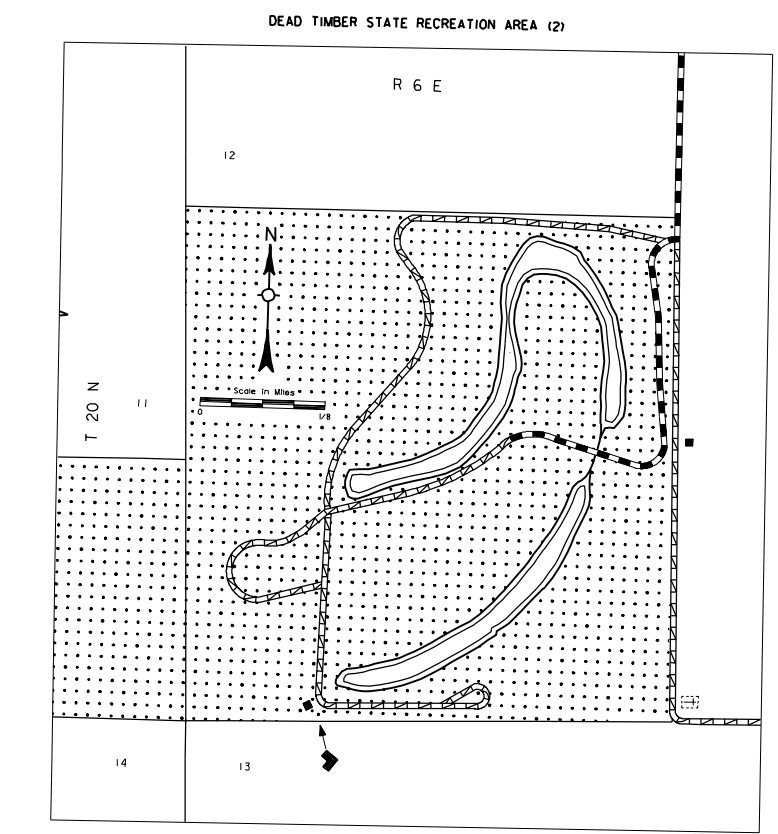 DEAD TIMBER STATE RECREATION AREA (2)
R 6 E
12
N
Scale In Miles
0 1/8
T 20 N
11
14
13